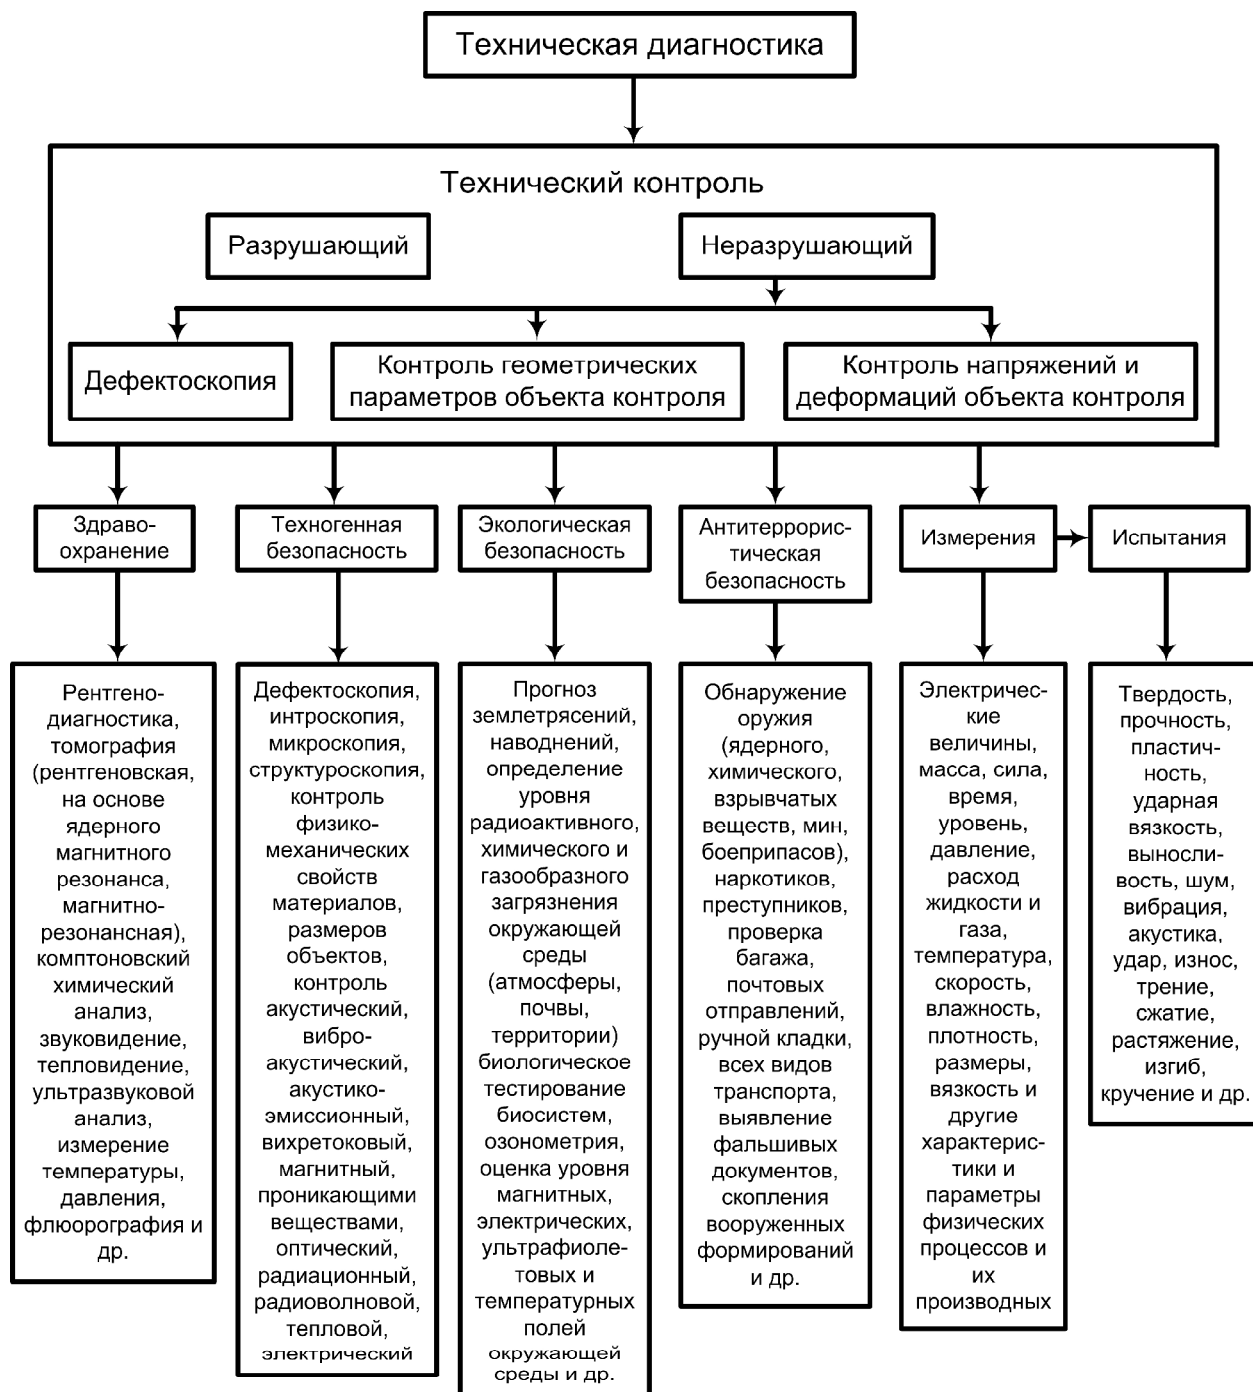 Техническая диагностика
Технический контроль
Разрушающий
Неразрушающий
Дефектоскопия
Контроль геометрических
параметров объекта контроля
Контроль напряжений и
деформаций объекта контроля
Здраво-
охранение
Техногенная
безопасность
Экологическая
безопасность
Антитеррорис-
тическая
безопасность
Измерения
Испытания
Рентгено-
диагностика,
томография
(рентгеновская,
на основе
ядерного
магнитного
резонанса,
магнитно-
резонансная),
комптоновский
химический
анализ,
звуковидение,
тепловидение,
ультразвуковой
анализ,
измерение
температуры,
давления,
флюорография и
др.
Дефектоскопия,
интроскопия,
микроскопия,
структуроскопия,
контроль
физико-
механических
свойств
материалов,
размеров
объектов,
контроль
акустический,
вибро-
акустический,
акустико-
эмиссионный,
вихретоковый,
магнитный,
проникающими
веществами,
оптический,
радиационный,
радиоволновой,
тепловой,
электрический
Прогноз
землетрясений,
наводнений,
определение
уровня
радиоактивного,
химического и
газообразного
загрязнения
окружающей
среды
(атмосферы,
почвы,
территории)
биологическое
тестирование
биосистем,
озонометрия,
оценка уровня
магнитных,
электрических,
ультрафиоле-
товых и
температурных
полей
окружающей
среды и др.
Обнаружение
оружия
(ядерного,
химического,
взрывчатых
веществ, мин,
боеприпасов),
наркотиков,
преступников,
проверка
багажа,
почтовых
отправлений,
ручной кладки,
всех видов
транспорта,
выявление
фальшивых
документов,
скопления
вооруженных
формирований
и др.
Электричес-
кие
величины,
масса, сила,
время,
уровень,
давление,
расход
жидкости и
газа,
температура,
скорость,
влажность,
плотность,
размеры,
вязкость и
другие
характерис-
тики и
параметры
физических
процессов и
их
производных
Твердость,
прочность,
пластич-
ность,
ударная
вязкость,
выносли-
вость, шум,
вибрация,
акустика,
удар, износ,
трение,
сжатие,
растяжение,
изгиб,
кручение и др.